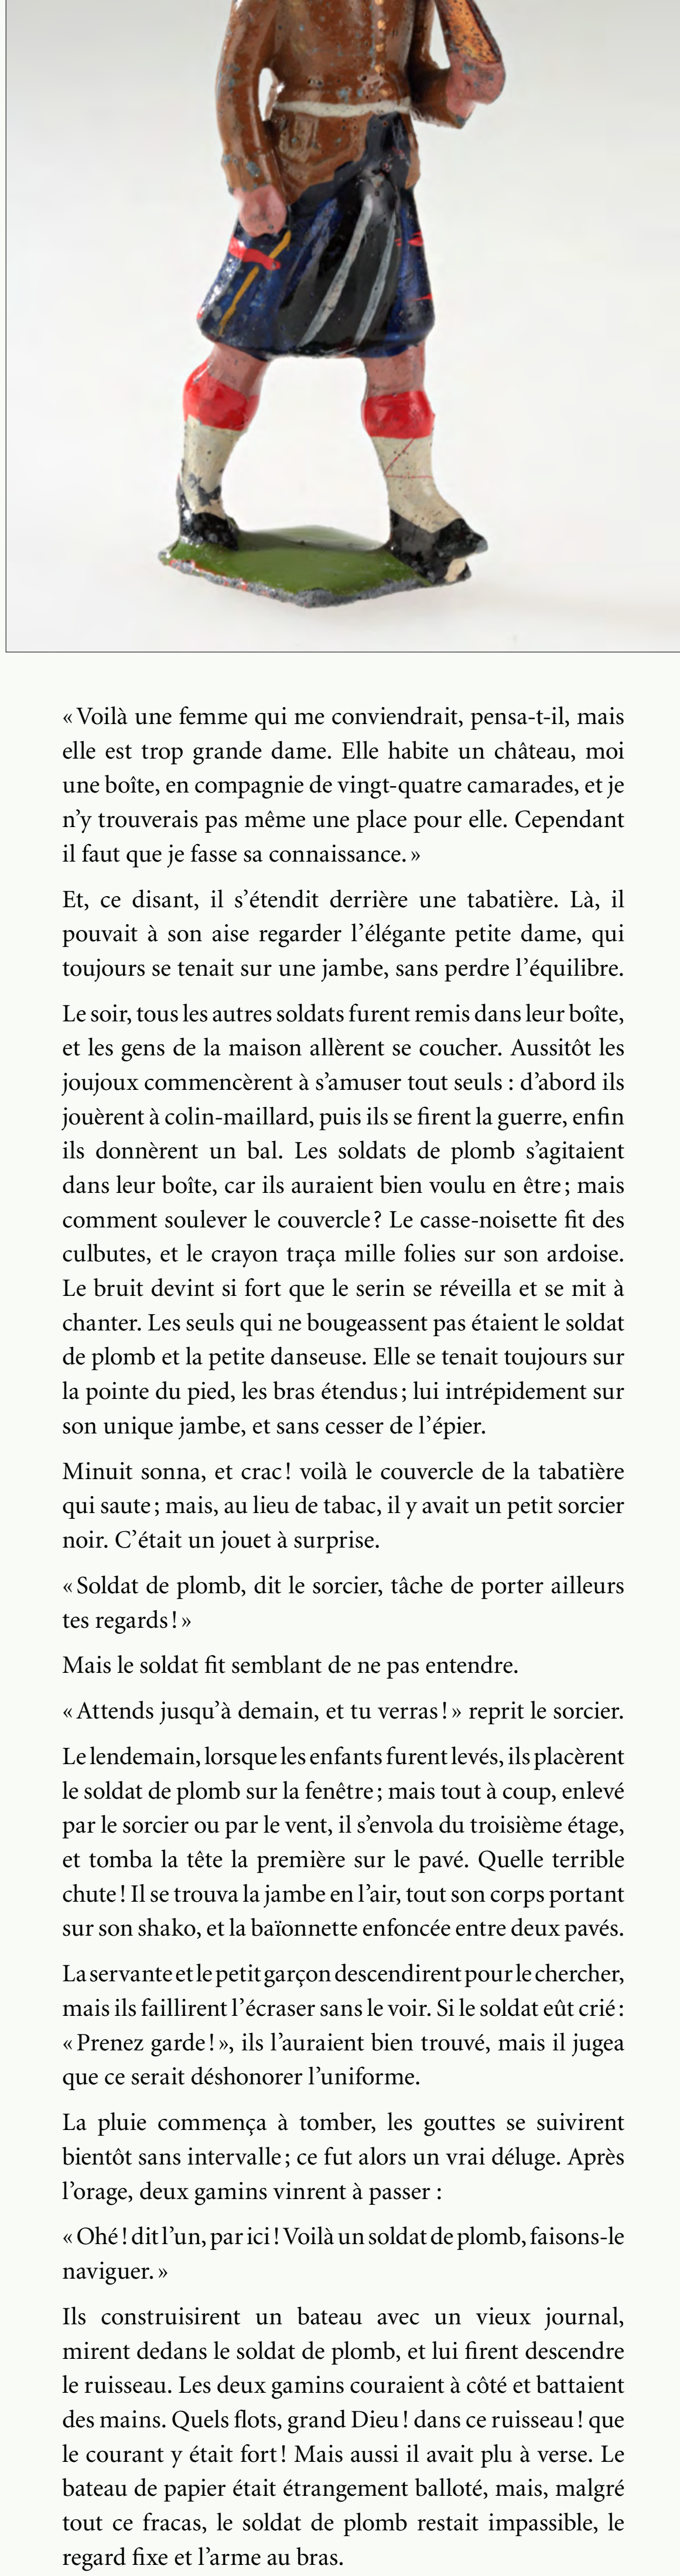 « Voilà une femme qui me conviendrait, pensa-t-il, mais
elle est trop grande dame. Elle habite un château, moi
une boîte, en compagnie de vingt-quatre camarades, et je
n’y trouverais pas même une place pour elle. Cependant
il faut que je fasse sa connaissance. »
Et, ce disant, il s’étendit derrière une tabatière. Là, il
pouvait à son aise regarder l’élégante petite dame, qui
toujours se tenait sur une jambe, sans perdre l’équilibre.
Le soir, tous les autres soldats furent remis dans leur boîte,
et les gens de la maison allèrent se coucher. Aussitôt les
joujoux commencèrent à s’amuser tout seuls : d’abord ils
jouèrent à colin-maillard, puis ils se firent la guerre, enfin
ils donnèrent un bal. Les soldats de plomb s’agitaient
dans leur boîte, car ils auraient bien voulu en être ; mais
comment soulever le couvercle ? Le casse-noisette fit des
culbutes, et le crayon traça mille folies sur son ardoise.
Le bruit devint si fort que le serin se réveilla et se mit à
chanter. Les seuls qui ne bougeassent pas étaient le soldat
de plomb et la petite danseuse. Elle se tenait toujours sur
la pointe du pied, les bras étendus ; lui intrépidement sur
son unique jambe, et sans cesser de l’épier.
Minuit sonna, et crac ! voilà le couvercle de la tabatière
qui saute ; mais, au lieu de tabac, il y avait un petit sorcier
noir. C’était un jouet à surprise.
« Soldat de plomb, dit le sorcier, tâche de porter ailleurs
tes regards ! »
Mais le soldat fit semblant de ne pas entendre.
« Attends jusqu’à demain, et tu verras ! » reprit le sorcier.
Le lendemain, lorsque les enfants furent levés, ils placèrent
le soldat de plomb sur la fenêtre ; mais tout à coup, enlevé
par le sorcier ou par le vent, il s’envola du troisième étage,
et tomba la tête la première sur le pavé. Quelle terrible
chute ! Il se trouva la jambe en l’air, tout son corps portant
sur son shako, et la baïonnette enfoncée entre deux pavés.
La servante et le petit garçon descendirent pour le chercher,
mais ils faillirent l’écraser sans le voir. Si le soldat eût crié :
« Prenez garde ! », ils l’auraient bien trouvé, mais il jugea
que ce serait déshonorer l’uniforme.
La pluie commença à tomber, les gouttes se suivirent
bientôt sans intervalle ; ce fut alors un vrai déluge. Après
l’orage, deux gamins vinrent à passer :
« Ohé ! dit l’un, par ici ! Voilà un soldat de plomb, faisons-le
naviguer. »
Ils construisirent un bateau avec un vieux journal,
mirent dedans le soldat de plomb, et lui firent descendre
le ruisseau. Les deux gamins couraient à côté et battaient
des mains. Quels flots, grand Dieu ! dans ce ruisseau ! que
le courant y était fort ! Mais aussi il avait plu à verse. Le
bateau de papier était étrangement balloté, mais, malgré
tout ce fracas, le soldat de plomb restait impassible, le
regard fixe et l’arme au bras.